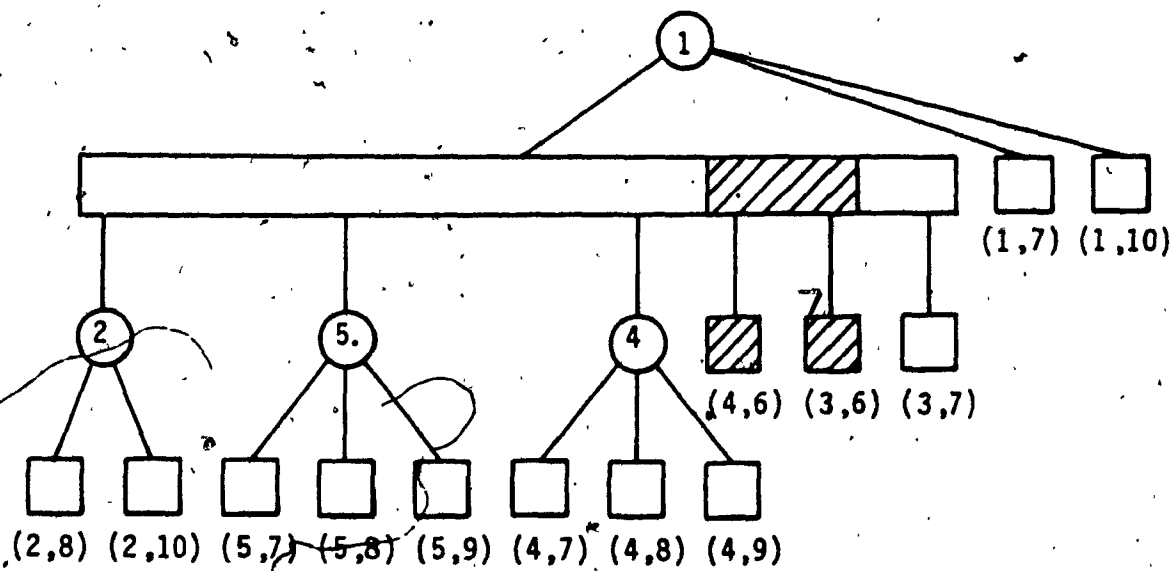 1
(1,7) (1,10)
2 5. 4
(4,6) (3,6) (3,7)
(2,8) (2,10) (5,7) (5,8) (5,9) (4,7) (4,8) (4,9)